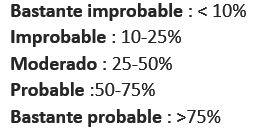 Bastante improbable : < 10%
Improbable : 10-25%
Moderado : 25-50%
Probable :50-75%
Bastante probable : >75%